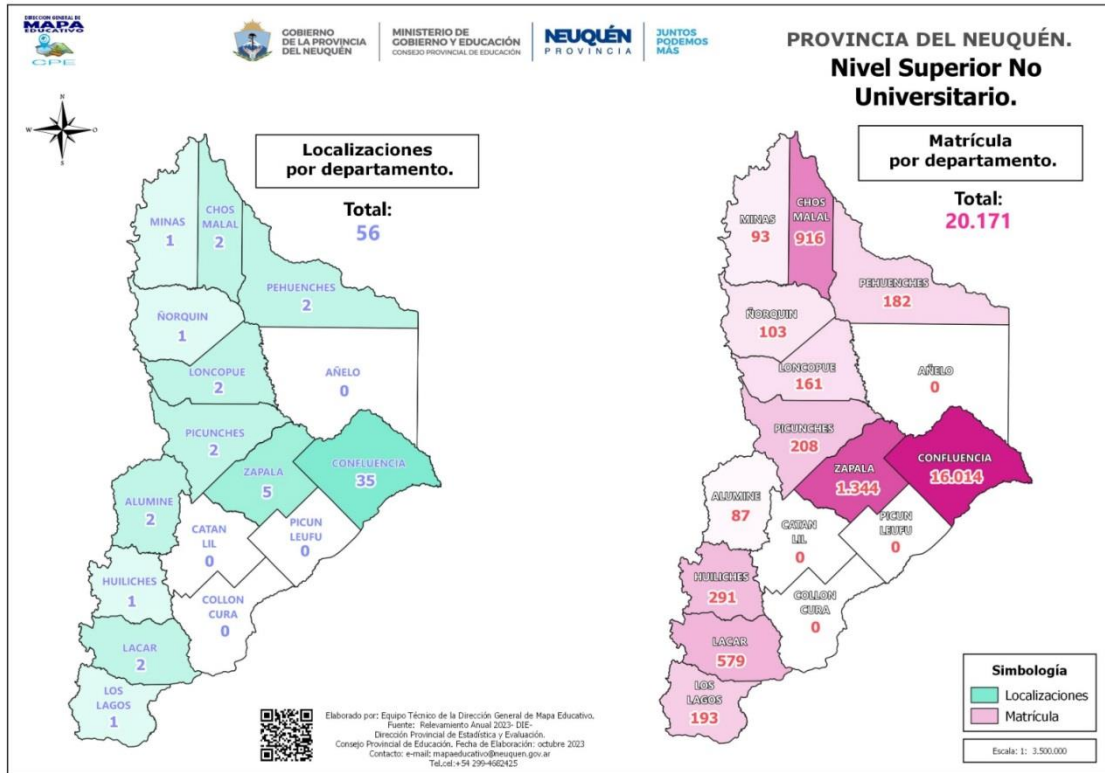 DIRECCION GENERAL DE
MAPA
EDUCATIVO
CPE
GOBIERNO
DE LA PROVINCIA
DEL NEUQUÉN
MINISTERIO DE
GOBIERNO Y EDUCACIÓN
CONSEJO PROVINCIAL DE EDUCACIÓN
NEUQUÉN
PROVINCIA
JUNTOS
PODEMOS
MÁS
PROVINCIA DEL NEUQUÉN.
Nivel Superior No
Universitario.
N
W
O
S
Localizaciones
por departamento.
Total:
56
MINAS
1
CHOS
MALAL
2
PEHUENCHES
2
ÑORQUIN
1
LONCOPUE
2
AÑELO
0
PICUNCHES
2
ZAPALA
5
CONFLUENCIA
35
ALUMINE
2
CATAN
LIL
0
PICUN
LEUFU
0
HUILICHES
1
COLLON
CURA
0
LACAR
2
LOS
LAGOS
1
Matrícula
por departamento.
Total:
20.171
MINAS
93
CHOS
MALAL
916
PEHUENCHES
182
ÑORQUIN
103
LONCOPUE
161
AÑELO
0
PICUNCHES
208
ZAPALA
1.344
CONFLUENCIA
16.014
ALUMINE
87
CATAN
LIL
0
PICUN
LEUFU
0
HUILICHES
291
COLLON
CURA
0
LACAR
579
LOS
LAGOS
193
Simbología
Localizaciones
Matrícula
Escala: 1: 3.500.000
Elaborado por: Equipo Técnico de la Dirección General de Mapa Educativo,
Fuente: Relevamiento Anual 2023- DIE-
Dirección Provincial de Estadística y Evaluación.
Consejo Provincial de Educación, Fecha de Elaboración: octubre 2023
Contacto: e-mail: mapaeducativo@neuquen.gov.ar
Tel.cel:+54 299-4682425